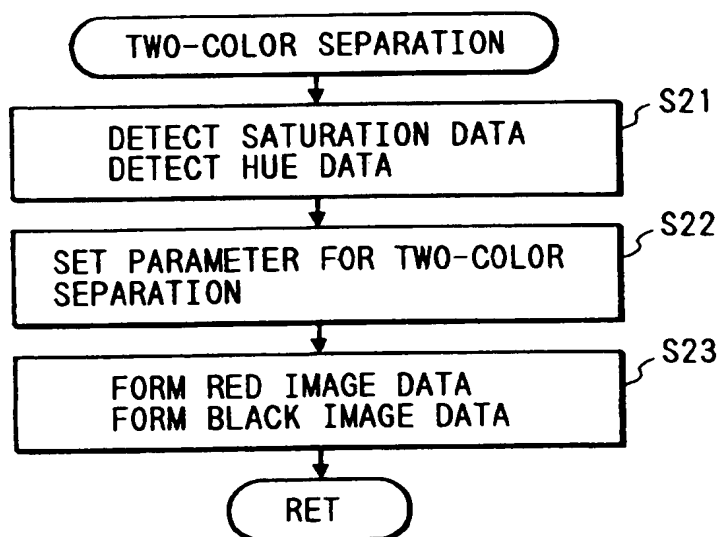 TWO-COLOR SEPARATION
S21
DETECT SATURATION DATA
DETECT HUE DATA
S22
SET PARAMETER FOR TWO-COLOR
SEPARATION
S23
FORM RED IMAGE DATA
FORM BLACK IMAGE DATA
RET